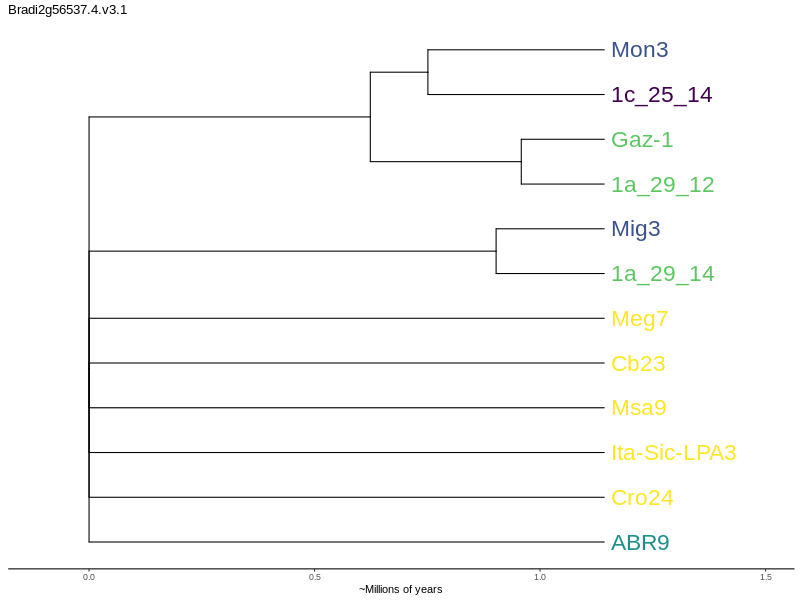 Bradi2g56537.4.v3.1
Mon3
1c_25_14
Gaz-1
1a_29_12
Mig3
1a_29_14
Meg7
Cb23
Msa9
Ita-Sic-LPA3
Cro24
ABR9
0.0 0.5 1.0 1.5
~Millions of years